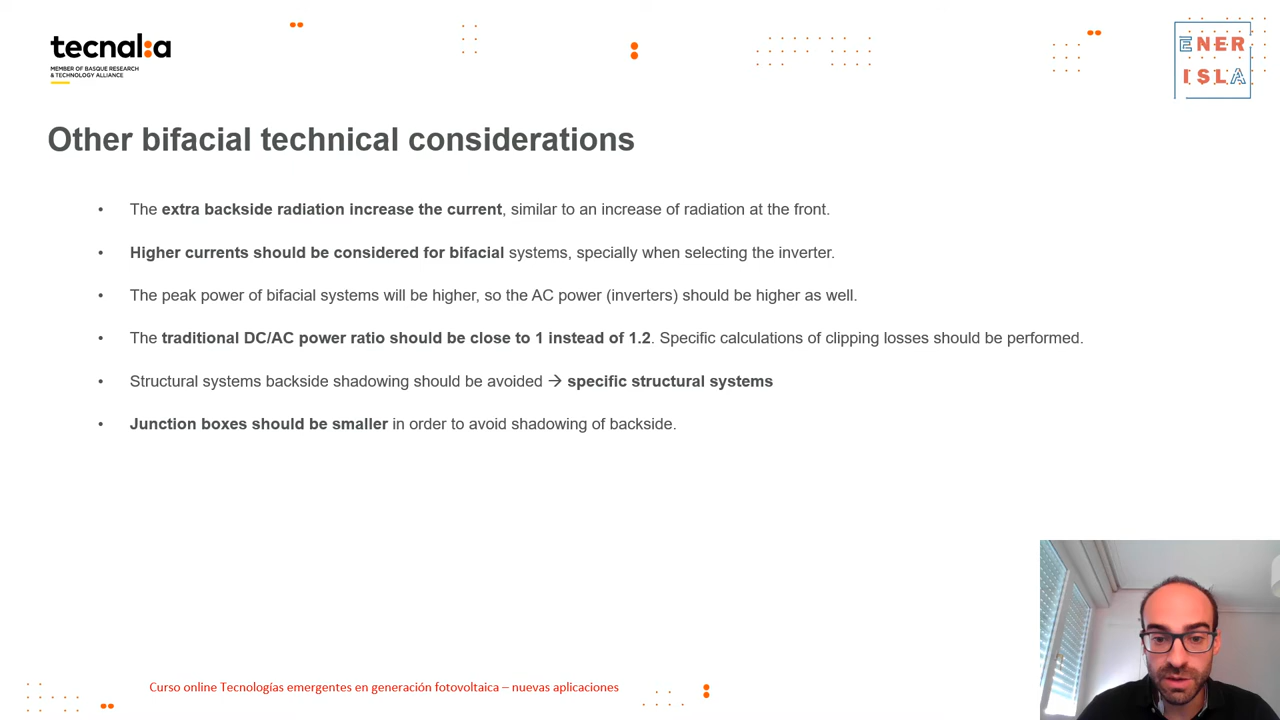 tecnal:a
MEMBER OF BASQUE RESEARCH
& TECHNOLOGY ALLIANCE
ENER
ISLA
Other bifacial technical considerations
• The extra backside radiation increase the current, similar to an increase of radiation at the front.
• Higher currents should be considered for bifacial systems, specially when selecting the inverter.
• The peak power of bifacial systems will be higher, so the AC power (inverters) should be higher as well.
• The traditional DC/AC power ratio should be close to 1 instead of 1.2. Specific calculations of clipping losses should be performed.
• Structural systems backside shadowing should be avoided → specific structural systems
• Junction boxes should be smaller in order to avoid shadowing of backside.
Curso online Tecnologías emergentes en generación fotovoltaica – nuevas aplicaciones